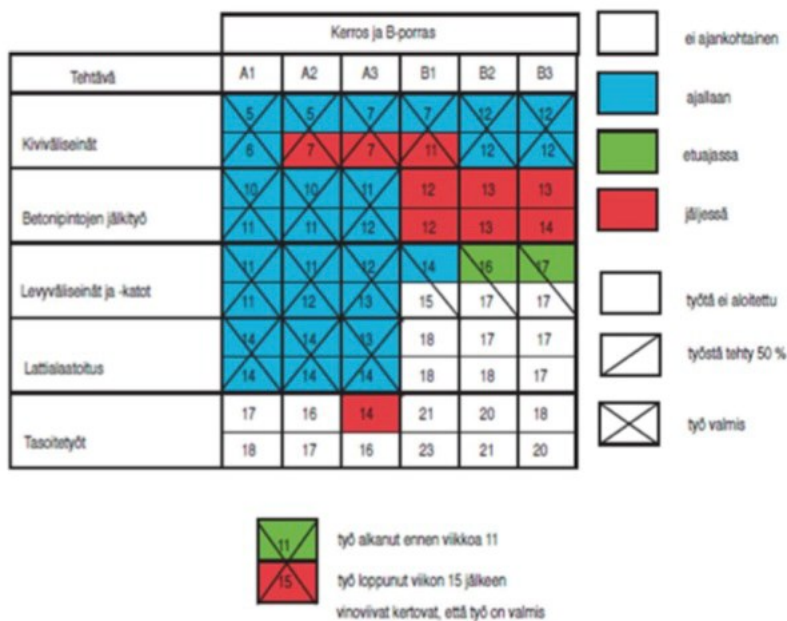 Kerros ja B-porras
Tehtävä A1 A2 A3 B1 B2 B3
5 5 7 7 12 12
Kiviväliseinät
6 7 7 11 12 12
10 10 11 12 13 13
Betonipintojen jälkityö
11 11 12 12 13 14
11 11 12 14 16 17
Levyväliseinät ja -katot
11 12 13 15 17 17
14 14 13 18 17 17
Lattialaatoitus
14 14 14 18 18 17
17 16 14 21 20 18
Tasoitetyöt
18 17 16 23 21 20
ei ajankohtainen
ajallaan
etuajassa
jäljessä
työtä ei aloitettu
työstä tehty 50 %
työ valmis
11 työ alkanut ennen viikkoa 11
15 työ loppunut viikon 15 jälkeen
vinoviivat kertovat, että työ on valmis